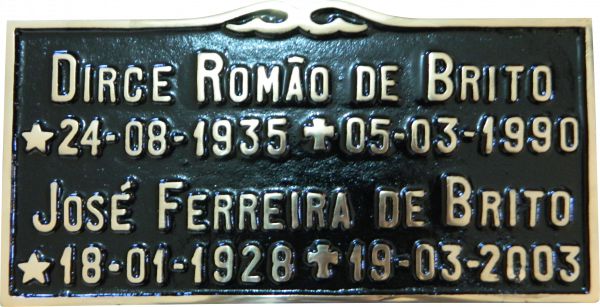 Dirce Romão de Brito
★24-08-1935 ✝05-03-1990
José Ferreira de Brito
★18-01-1928 ✝19-03-2003